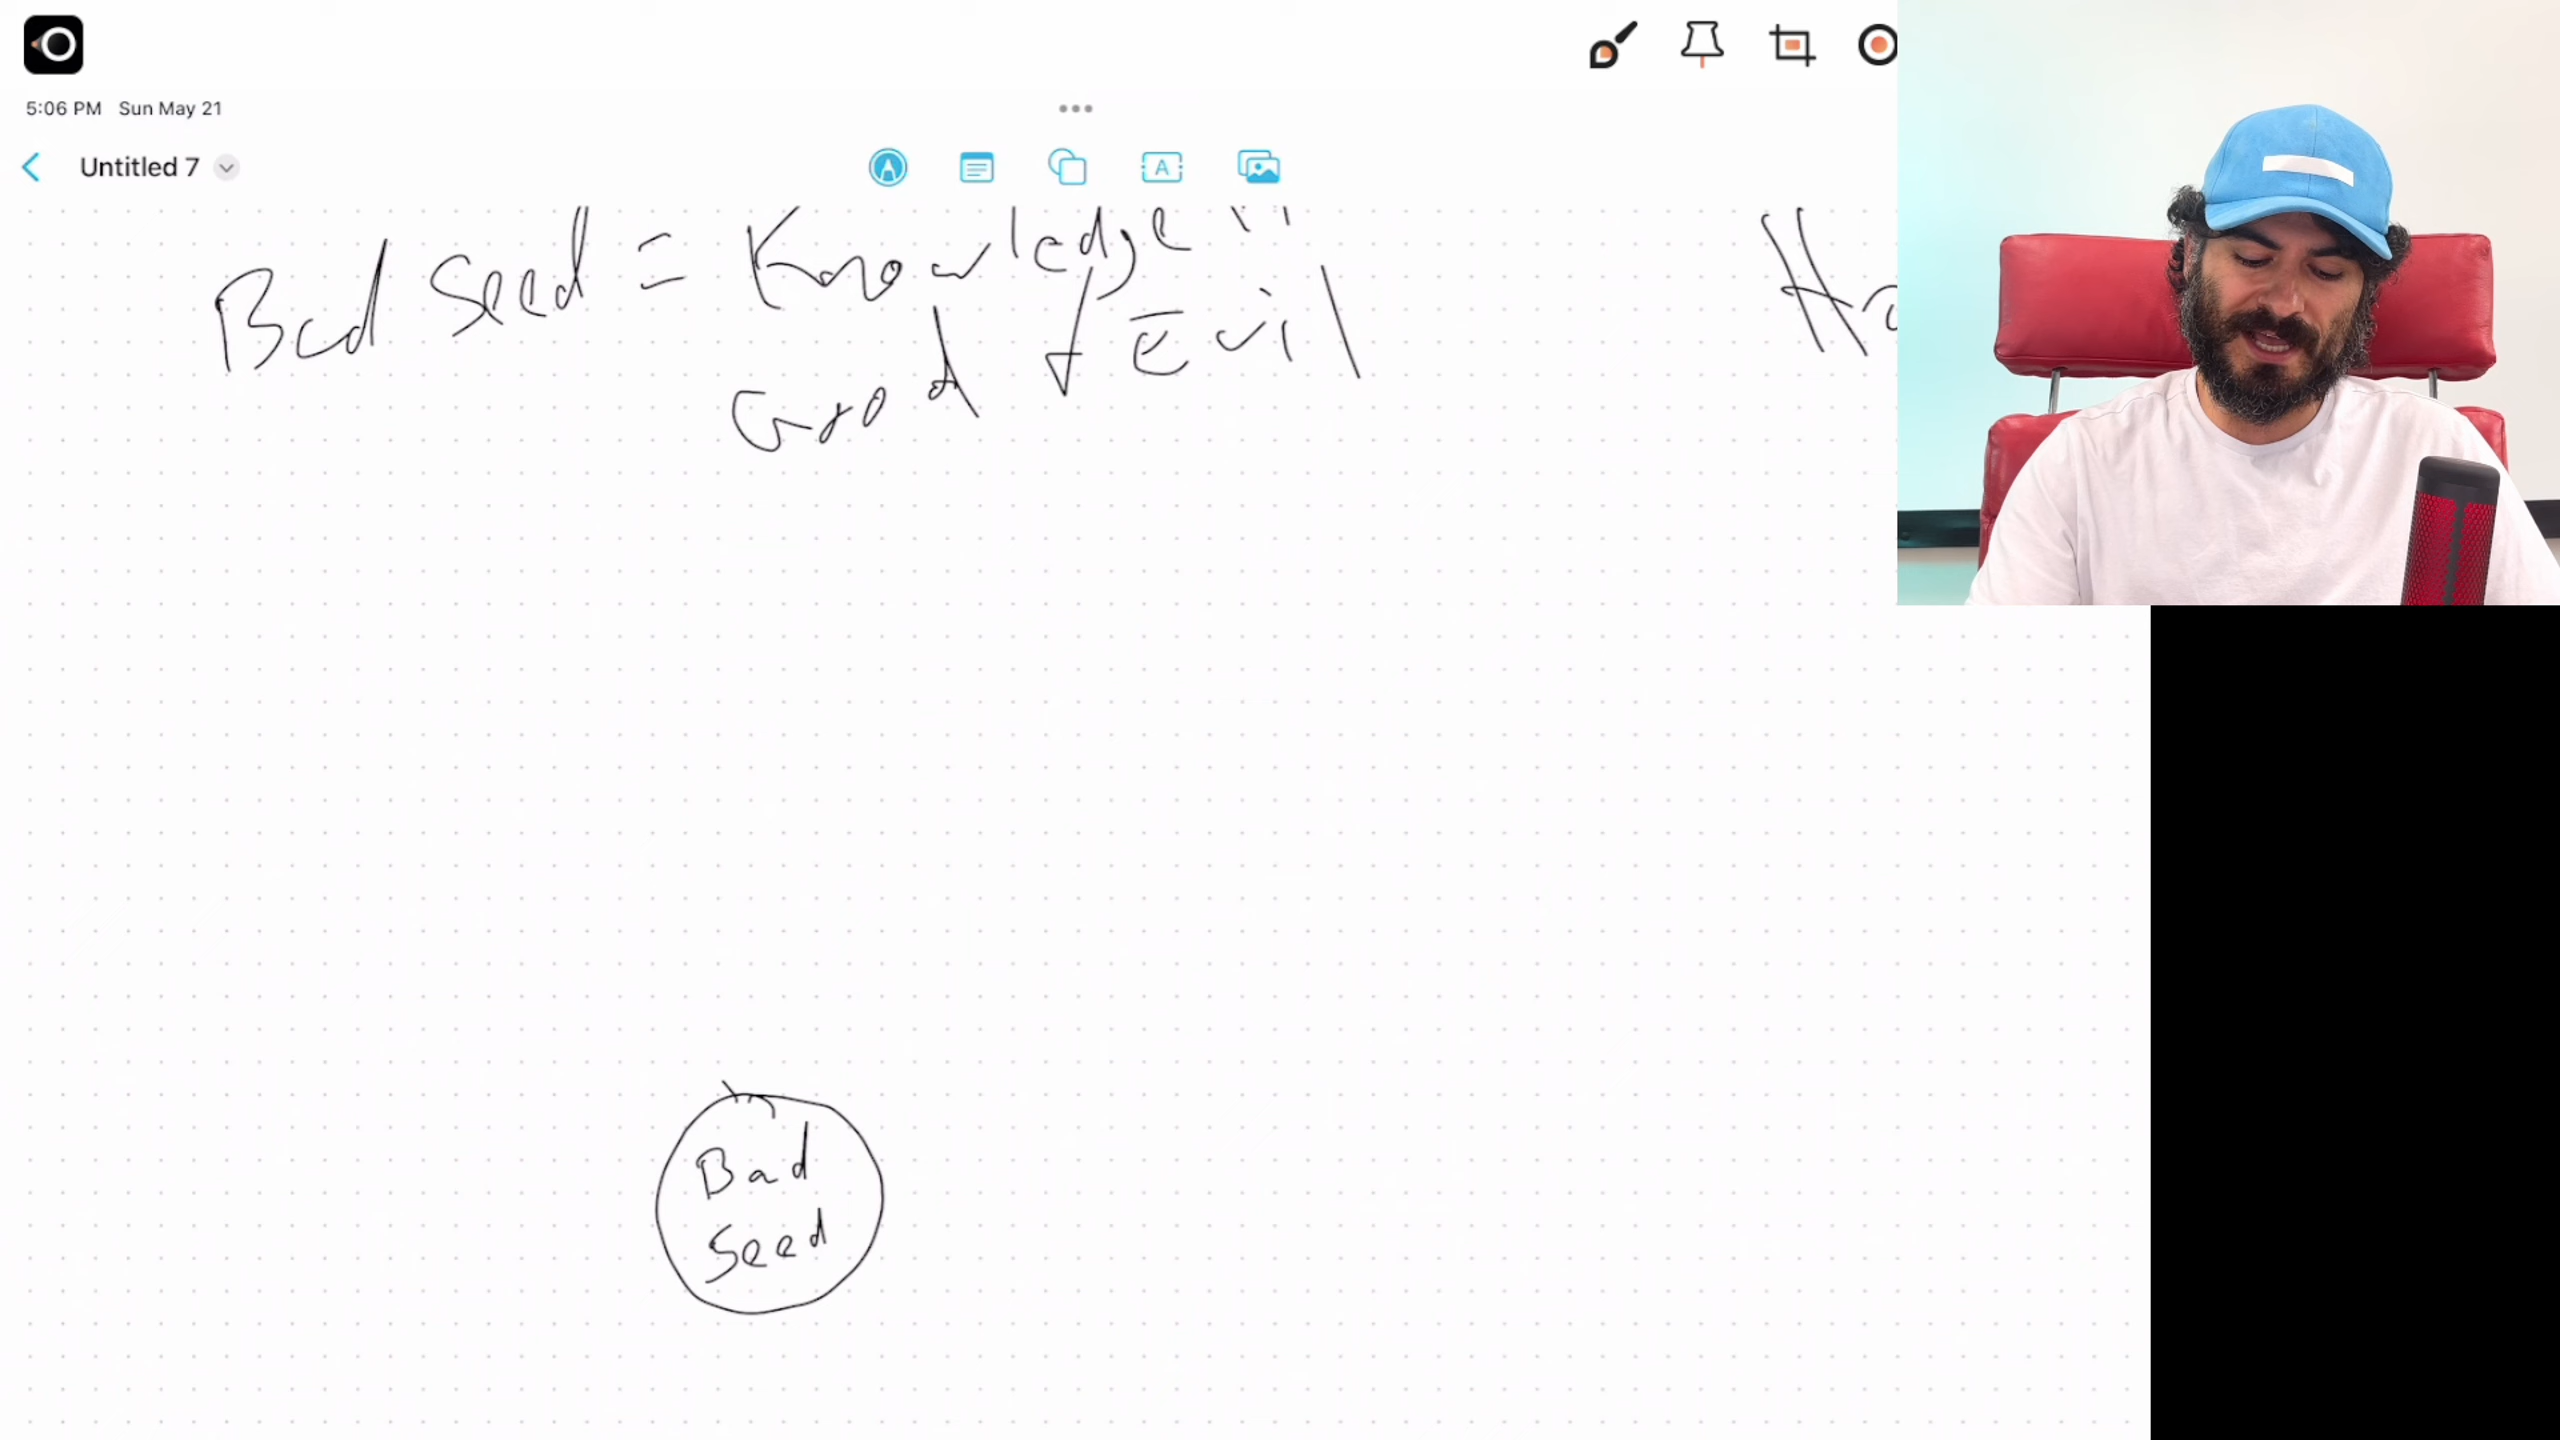 5:06 PM Sun May 21
Untitled 7
A
Bad Seed = Knowledge
Good & Evil
Bad
Seed